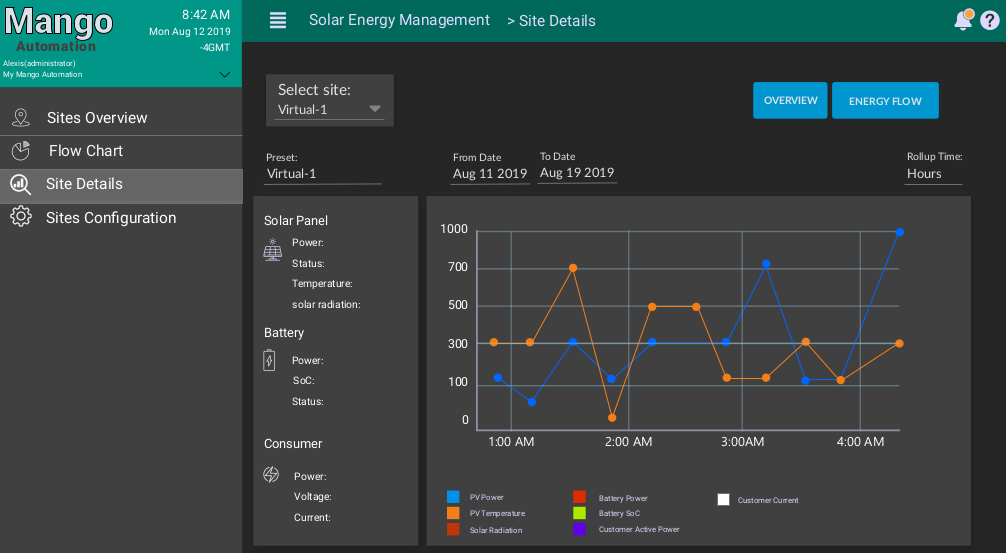 Mango
Automation
8:42 AM
Mon Aug 12 2019
-4GMT
Alexis(administrator)
My Mango Automation
Solar Energy Management > Site Details
?
Sites Overview
Flow Chart
Site Details
Sites Configuration
Select site:
Virtual-1
OVERVIEW
ENERGY FLOW
Preset:
Virtual-1
From Date
Aug 11 2019
To Date
Aug 19 2019
Rollup Time:
Hours
Solar Panel
Power:
Status:
Temperature:
solar radiation:
Battery
Power:
SoC:
Status:
Consumer
Power:
Voltage:
Current:
1000
700
500
300
100
0
1:00 AM 2:00 AM 3:00AM 4:00 AM
PV Power
PV Temperature
Solar Radiation
Battery Power
Battery SoC
Customer Active Power
Customer Current